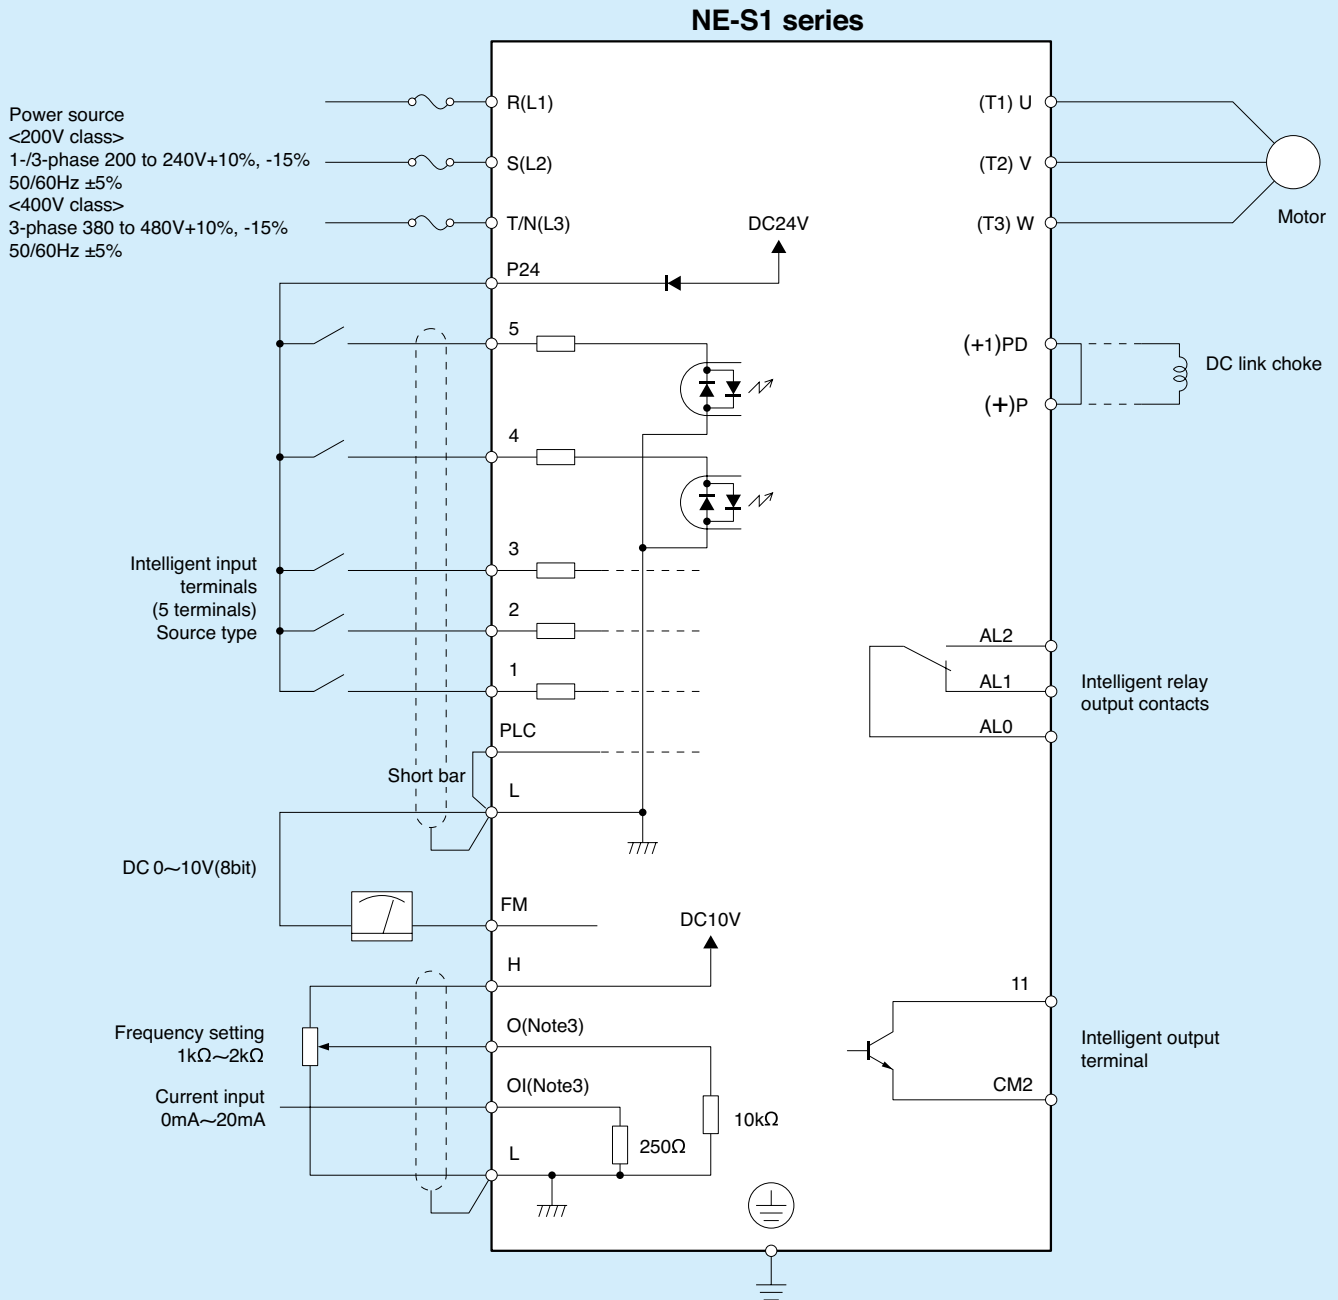 NE-S1 series
Power source
<200V class>
1-/3-phase 200 to 240V+10%, -15%
50/60Hz ±5%
<400V class>
3-phase 380 to 480V+10%, -15%
50/60Hz ±5%
R(L1)
S(L2)
T/N(L3)
P24
DC24V
(T1) U
(T2) V
(T3) W
Motor
5
4
3
2
1
PLC
L
(+1)PD
(+)P
DC link choke
Intelligent input
terminals
(5 terminals)
Source type
Short bar
AL2
AL1
AL0
Intelligent relay
output contacts
DC 0~10V(8bit)
FM
DC10V
H
O(Note3)
OI(Note3)
L
Frequency setting
1kΩ~2kΩ
Current input
0mA~20mA
250Ω
10kΩ
11
CM2
Intelligent output
terminal